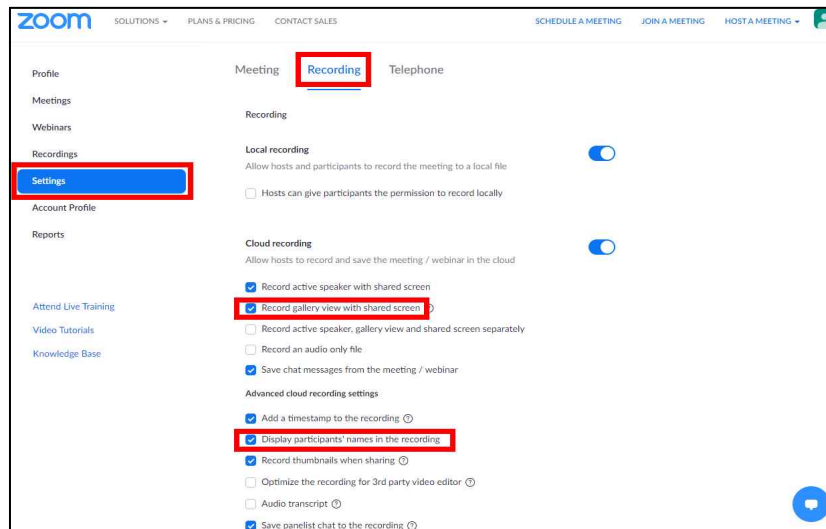 zoom SOLUTIONS PLANS & PRICING CONTACT SALES SCHEDULE A MEETING JOIN A MEETING HOST A MEETING
Profile
Meetings
Webinars
Recordings
Settings
Account Profile
Reports
Attend Live Training
Video Tutorials
Knowledge Base
Meeting Recording Telephone
Recording
Local recording
Allow hosts and participants to record the meeting to a local file
Hosts can give participants the permission to record locally
Cloud recording
Allow hosts to record and save the meeting / webinar in the cloud
Record active speaker with shared screen
Record gallery view with shared screen
Record active speaker, gallery view and shared screen separately
Record an audio only file
Save chat messages from the meeting / webinar
Advanced cloud recording settings
Add a timestamp to the recording
Display participants' names in the recording
Record thumbnails when sharing
Optimize the recording for 3rd party video editor
Audio transcript
Save panelist chat to the recording